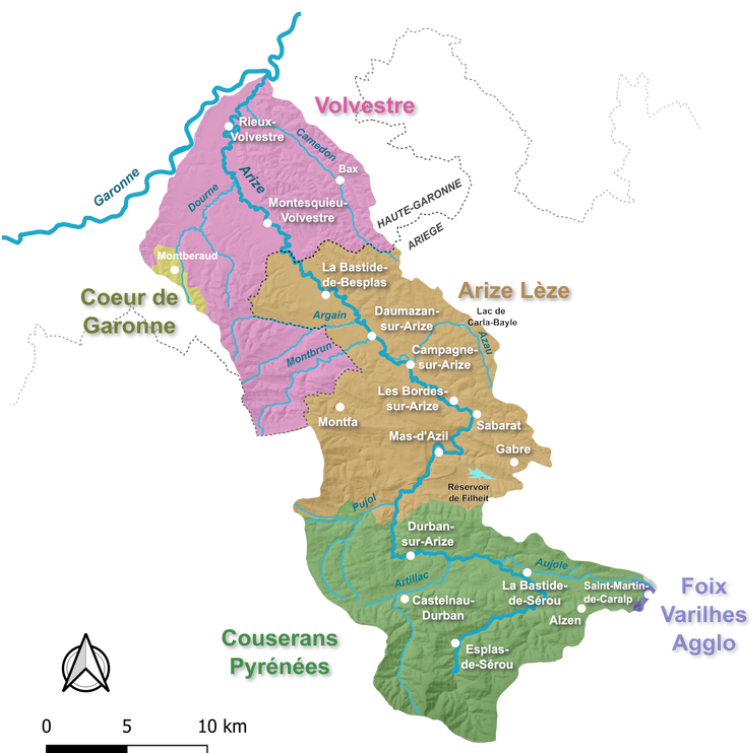 Volvestre
Rieux-
Volvestre
Camedon
Bax
Garonne
Arize
Dourne
Montesquieu-
Volvestre
HAUTE-GARONNE
ARIEGE
Montberaud
La Bastide-
de-Besplas
Coeur de
Garonne
Arize Lèze
Argain
Daumazan-
sur-Arize
Lac de
Carla-Bayle
Azau
Montbrun
Campagne-
sur-Arize
Les Bordes-
sur-Arize
Montfa
Sabarat
Mas-d'Azil
Gabre
Réservoir
de Filheit
Pujol
Durban-
sur-Arize
Aujole
Artillac
La Bastide-
de-Sérou
Saint-Martin-
de-Caralp
Foix
Varilhes
Agglo
Castelnau-
Durban
Alzen
Couserans
Pyrénées
Esplas-
de-Sérou
0 5 10 km